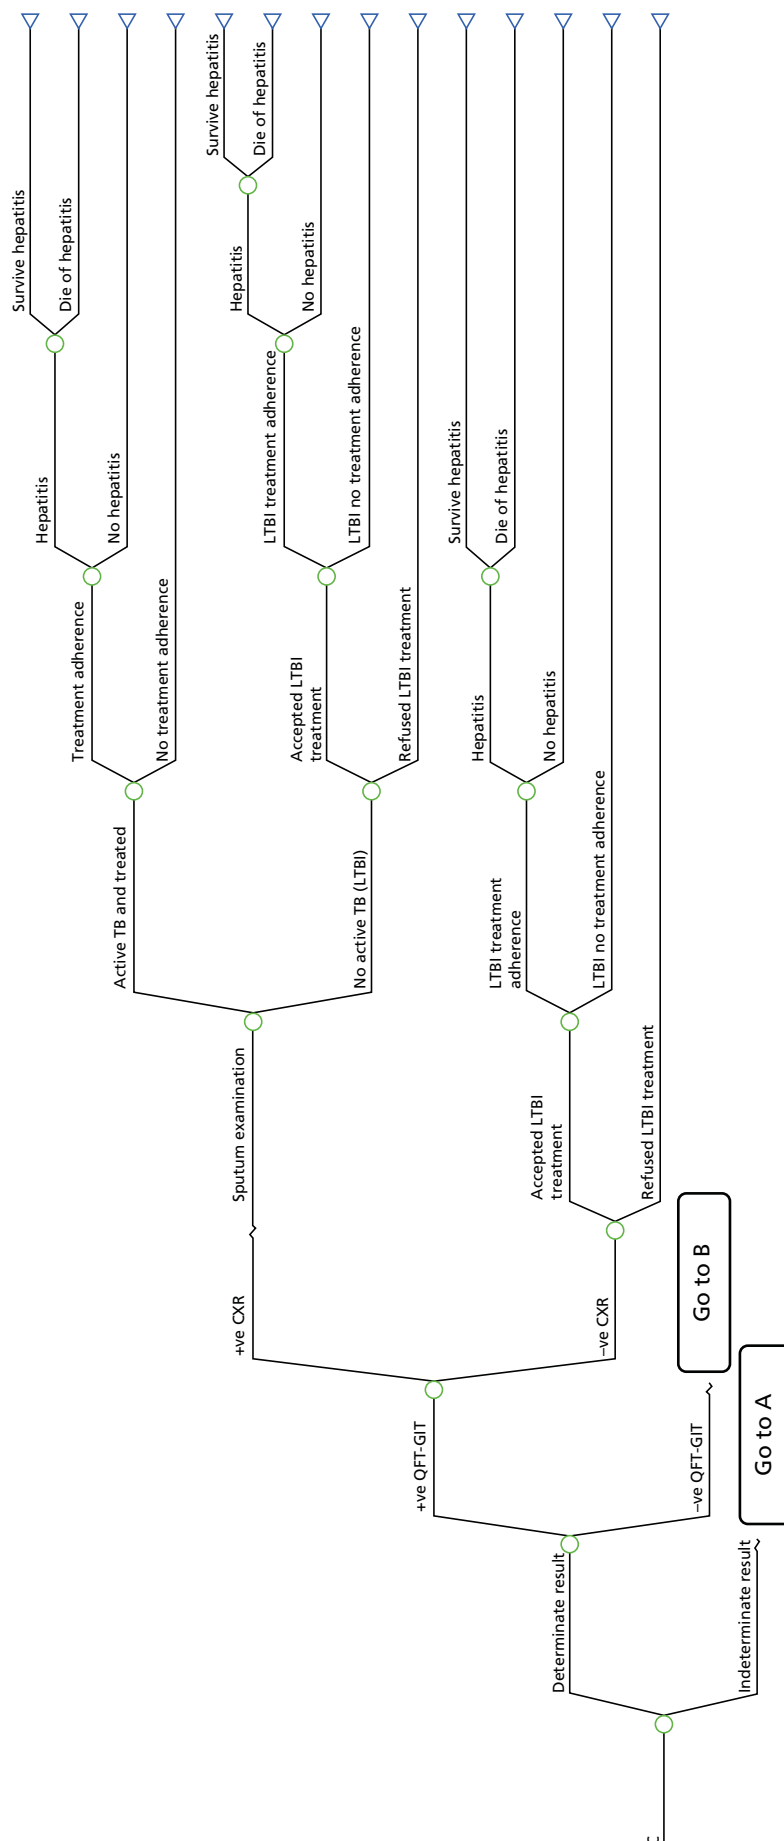 Survive hepatitis
Die of hepatitis
Hepatitis
No hepatitis
Treatment adherence
No treatment adherence
Active TB and treated
Survive hepatitis
Die of hepatitis
Hepatitis
No hepatitis
LTBI treatment adherence
LTBI no treatment adherence
Accepted LTBI
treatment
Refused LTBI treatment
No active TB (LTBI)
Sputum examination
+ve CXR
Survive hepatitis
Die of hepatitis
Hepatitis
No hepatitis
LTBI treatment
adherence
LTBI no treatment adherence
Accepted LTBI
treatment
Refused LTBI treatment
–ve CXR
+ve QFT-GIT
–ve QFT-GIT
Go to B
Determinate result
Indeterminate result
Go to A